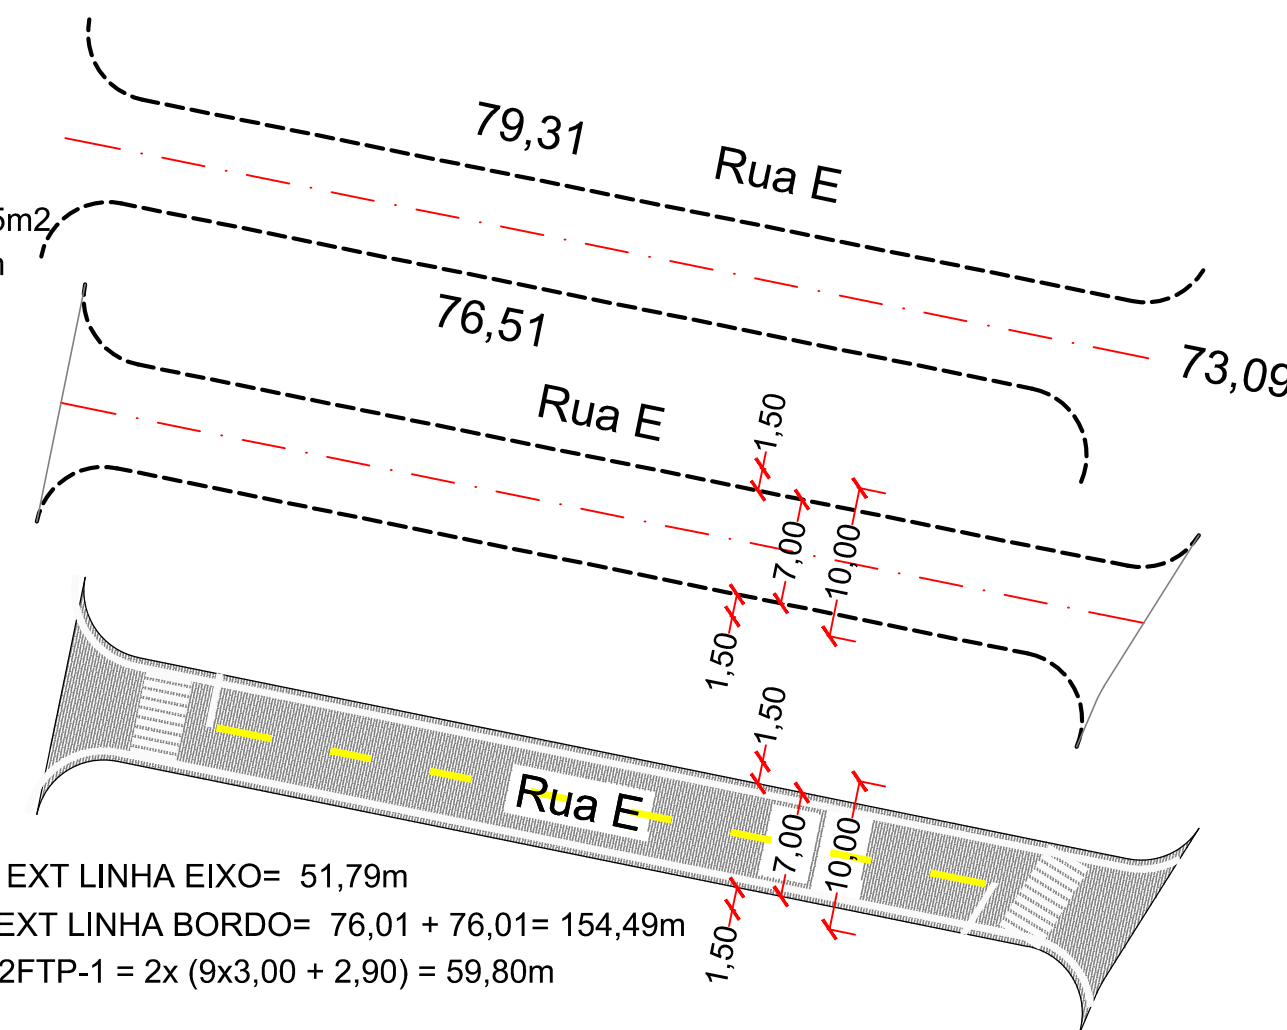 79,31
Rua E
5m2
76,51
73,09
Rua E
1,50
7,00
10,00
1,50
1,50
Rua E
7,00
10,00
1,50
EXT LINHA EIXO= 51,79m
EXT LINHA BORDO= 76,01 + 76,01= 154,49m
2FTP-1 = 2x (9x3,00 + 2,90) = 59,80m